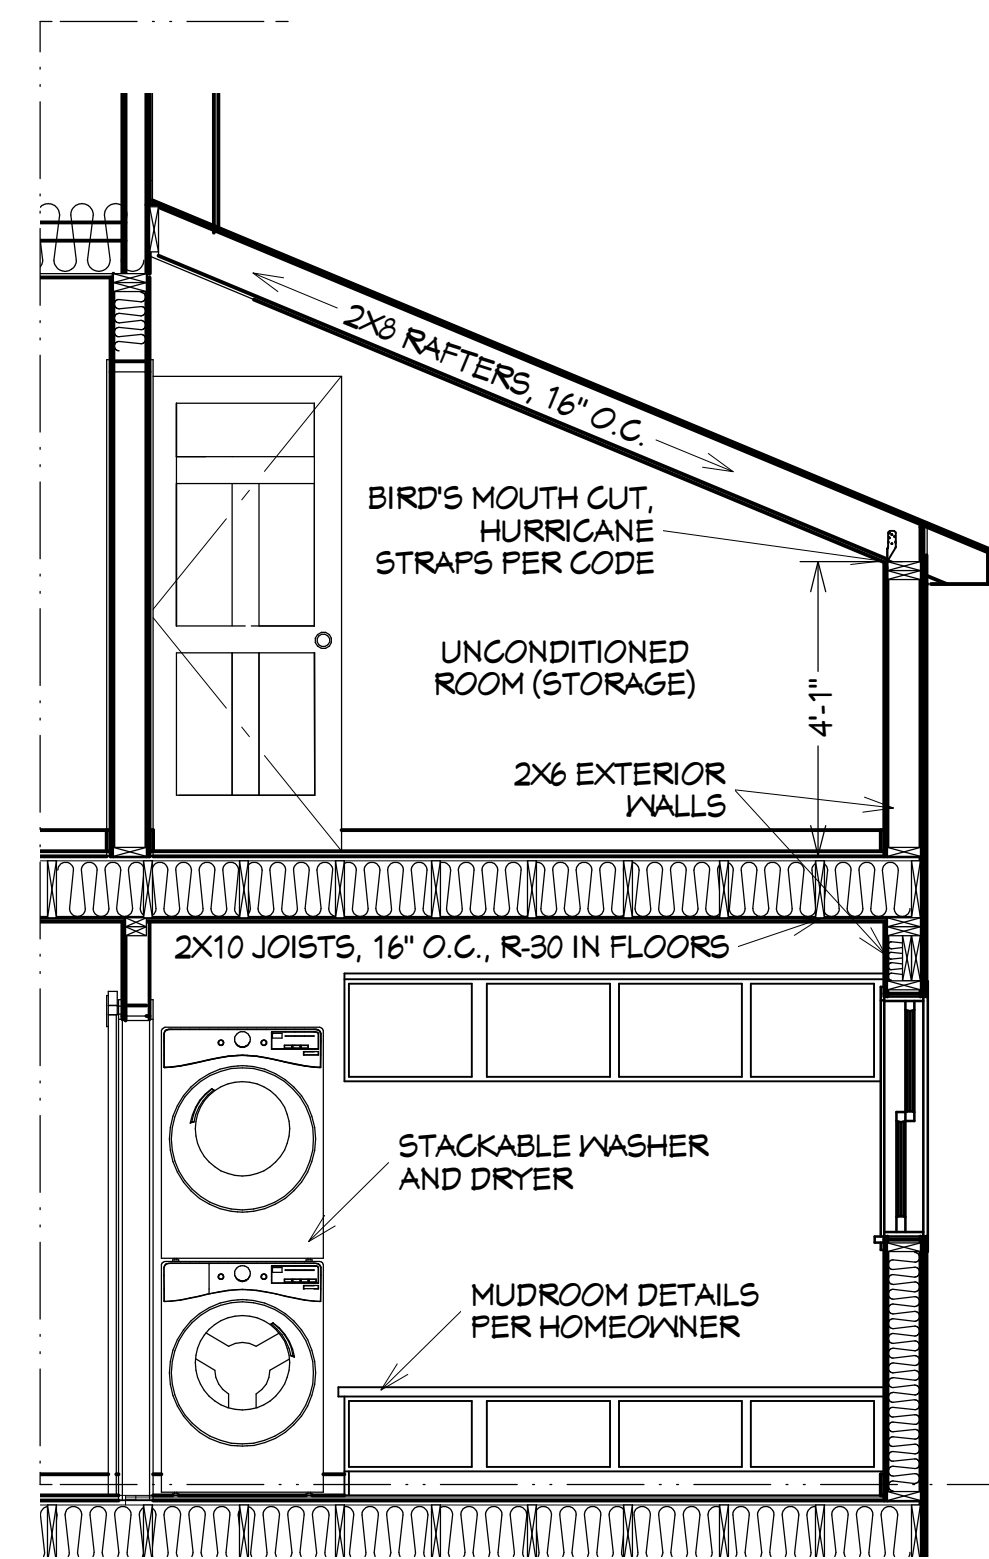 2X8 RAFTERS, 16" O.C.
BIRD'S MOUTH CUT,
HURRICANE
STRAPS PER CODE
UNCONDITIONED
ROOM (STORAGE)
4'-1"
2X6 EXTERIOR
WALLS
2X10 JOISTS, 16" O.C., R-30 IN FLOORS
STACKABLE WASHER
AND DRYER
MUDROOM DETAILS
PER HOMEOWNER